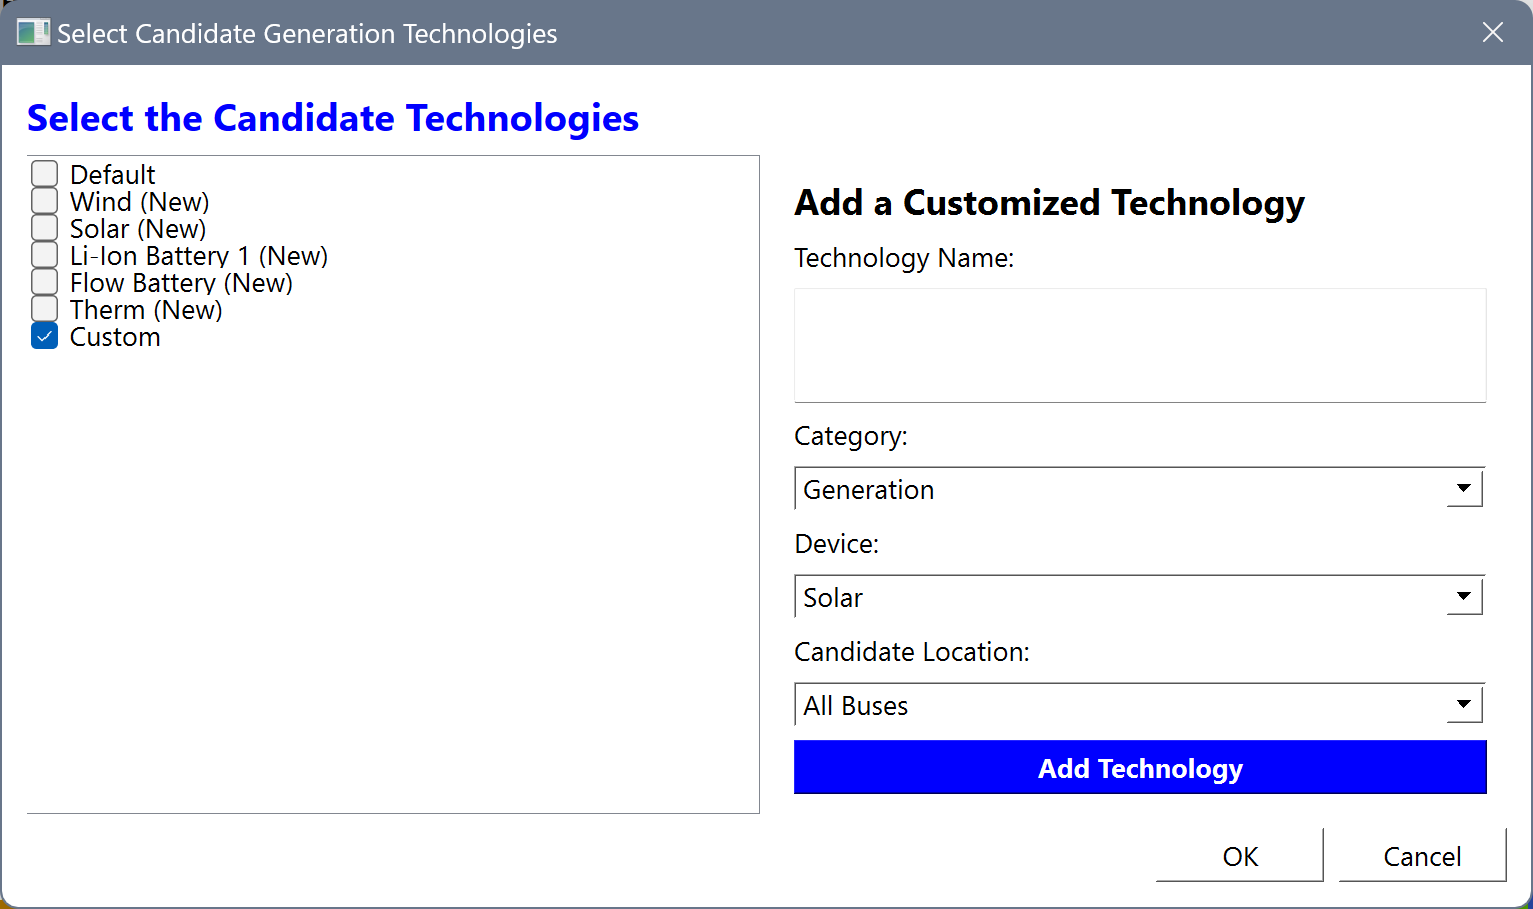 Select Candidate Generation Technologies
Select the Candidate Technologies
Default
Wind (New)
Solar (New)
Li-Ion Battery 1 (New)
Flow Battery (New)
Therm (New)
Custom
Add a Customized Technology
Technology Name:
Category:
Generation
Device:
Solar
Candidate Location:
All Buses
Add Technology
OK
Cancel